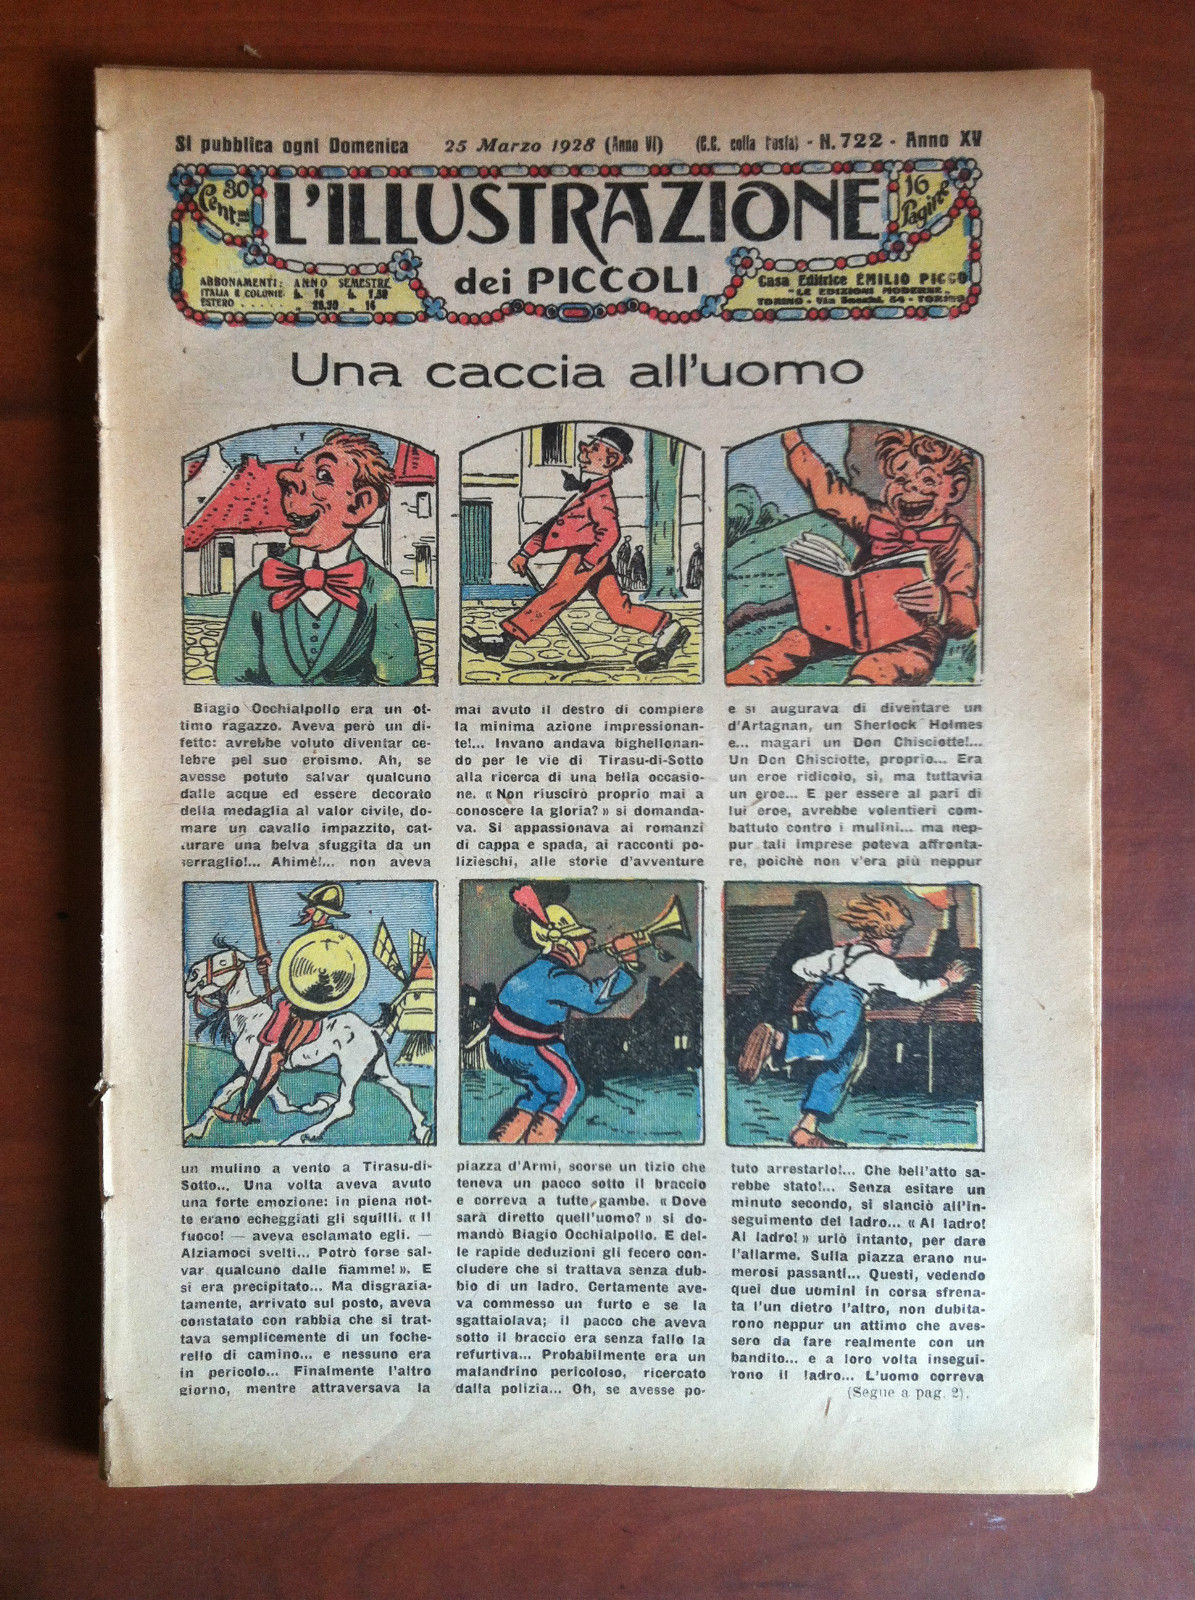 Si pubblica ogni Domenica 25 Marzo 1928 (Anno VI) (C.C. colla Posta) - N. 722 - Anno XV
30
Cent.
L'ILLUSTRAZIONE
dei PICCOLI
16
Pagine
ABBONAMENTI: ANNO SEMESTRE
ITALIA E COLONIE L. 14 L.
ESTERO
Casa Editrice EMILIO PICCO
"LE EDIZIONI MODERNE"
TORINO - Via 54 - TORINO
Una caccia all'uomo
Biagio Occhialpollo era un ot-
timo ragazzo. Aveva però un di-
fetto: avrebbe voluto diventar ce-
lebre pel suo eroismo. Ah, se
avesse potuto salvar qualcuno
dalle acque ed essere decorato
della medaglia al valor civile, do-
mare un cavallo impazzito, cat-
turare una belva sfuggita da un
serraglio!... Ahimè!... non aveva
mai avuto il destro di compiere
la minima azione impressionan-
te!... Invano andava bighellonan-
do per le vie di Tirasu-di-Sotto
alla ricerca di una bella occasio-
ne. « Non riuscirò proprio mai a
conoscere la gloria? » si domanda-
va. Si appassionava ai romanzi
di cappa e spada, ai racconti po-
lizieschi, alle storie d'avventure
e si augurava di diventare un
d'Artagnan, un Sherlock Holmes
e... magari un Don Chisciotte!...
Un Don Chisciotte, proprio... Era
un eroe ridicolo, sì, ma tuttavia
un eroe... E per essere al pari di
lui eroe, avrebbe volentieri com-
battuto contro i mulini... ma nep-
pur tali imprese poteva affronta-
re, poichè non v'era più neppur
un mulino a vento a Tirasu-di-
Sotto... Una volta aveva avuto
una forte emozione: in piena not-
te erano echeggiati gli squilli. « Il
fuoco! — aveva esclamato egli. —
Alziamoci svelti... Potrò forse sal-
var qualcuno dalle fiamme! ». E
si era precipitato... Ma disgrazia-
tamente, arrivato sul posto, aveva
constatato con rabbia che si trat-
tava semplicemente di un foche-
rello di camino... e nessuno era
in pericolo... Finalmente l'altro
giorno, mentre attraversava la
piazza d'Armi, scorse un tizio che
teneva un pacco sotto il braccio
e correva a tutte gambe. « Dove
sarà diretto quell'uomo? » si do-
mandò Biagio Occhialpollo. E del-
le rapide deduzioni gli fecero con-
cludere che si trattava senza dub-
bio di un ladro. Certamente ave-
va commesso un furto e se la
sgattaiolava; il pacco che aveva
sotto il braccio era senza fallo la
refurtiva... Probabilmente era un
malandrino pericoloso, ricercato
dalla polizia... Oh, se avesse po-
tuto arrestarlo!... Che bell'atto sa-
rebbe stato!... Senza esitare un
minuto secondo, si slanciò all'in-
seguimento del ladro... « Al ladro!
Al ladro! » urlò intanto, per dare
l'allarme. Sulla piazza erano nu-
merosi passanti... Questi, vedendo
quei due uomini in corsa sfrena-
ta l'un dietro l'altro, non dubita-
rono neppur un attimo che aves-
sero da fare realmente con un
bandito... e a loro volta insegui-
rono il ladro... L'uomo correva
(Segue a pag. 2).